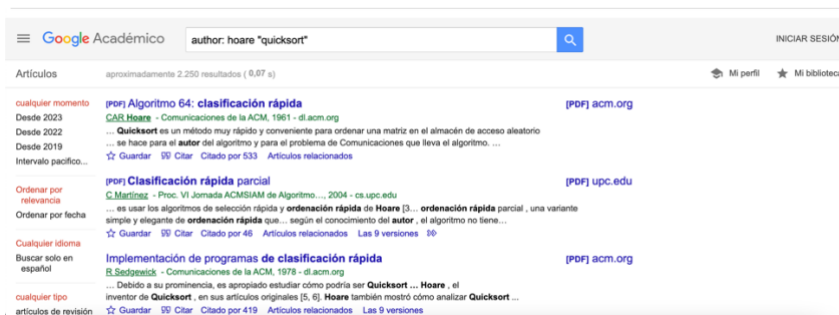 Google Académico
author: hoare "quicksort"
INICIAR SESIÓN
Artículos
aproximadamente 2.250 resultados ( 0,07 s)
Mi perfil
Mi biblioteca
cualquier momento
Desde 2023
Desde 2022
Desde 2019
Intervalo pacifico...
Ordenar por
relevancia
Ordenar por fecha
Cualquier idioma
Buscar solo en
español
cualquier tipo
artículos de revisión
[PDF] Algoritmo 64: clasificación rápida
CAR Hoare - Comunicaciones de la ACM, 1961 - dl.acm.org
... Quicksort es un método muy rápido y conveniente para ordenar una matriz en el almacén de acceso aleatorio
... se hace para el autor del algoritmo y para el problema de Comunicaciones que lleva el algoritmo. ...
Guardar Citar Citado por 533 Artículos relacionados
[PDF] acm.org
[PDF] Clasificación rápida parcial
C Martínez - Proc. VI Jornada ACMSIAM de Algoritmo..., 2004 - cs.upc.edu
... es usar los algoritmos de selección rápida y ordenación rápida de Hoare [3... ordenación rápida parcial , una variante
simple y elegante de ordenación rápida que... según el conocimiento del autor , el algoritmo no tiene...
Guardar Citar Citado por 46 Artículos relacionados Las 9 versiones
[PDF] upc.edu
Implementación de programas de clasificación rápida
R Sedgewick - Comunicaciones de la ACM, 1978 - dl.acm.org
... Debido a su prominencia, es apropiado estudiar cómo podría ser Quicksort ... Hoare , el
inventor de Quicksort , en sus artículos originales [5, 6]. Hoare también mostró cómo analizar Quicksort ...
Guardar Citar Citado por 419 Artículos relacionados Las 9 versiones
[PDF] acm.org